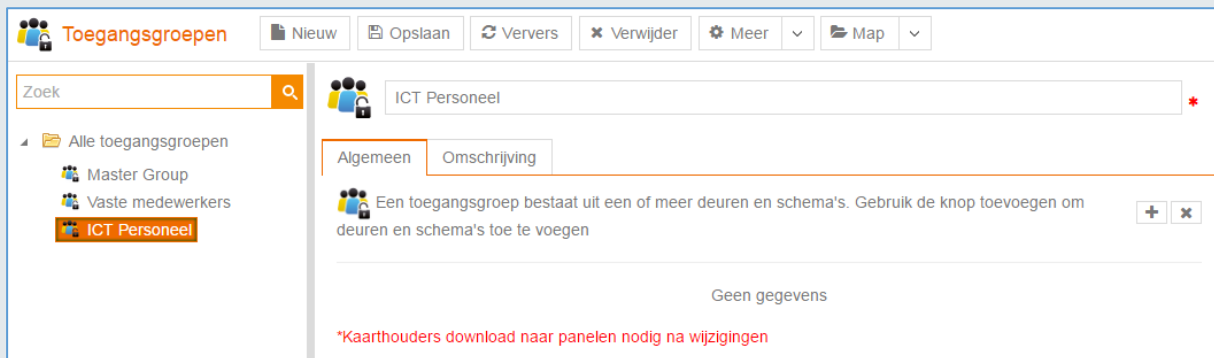 Toegangsgroepen Nieuw Opslaan Ververs Verwijder Meer Map
Zoek
Alle toegangsgroepen
Master Group
Vaste medewerkers
ICT Personeel
ICT Personeel *
Algemeen Omschrijving
Een toegangsgroep bestaat uit een of meer deuren en schema's. Gebruik de knop toevoegen om
deuren en schema's toe te voegen
Geen gegevens
*Kaarthouders download naar panelen nodig na wijzigingen